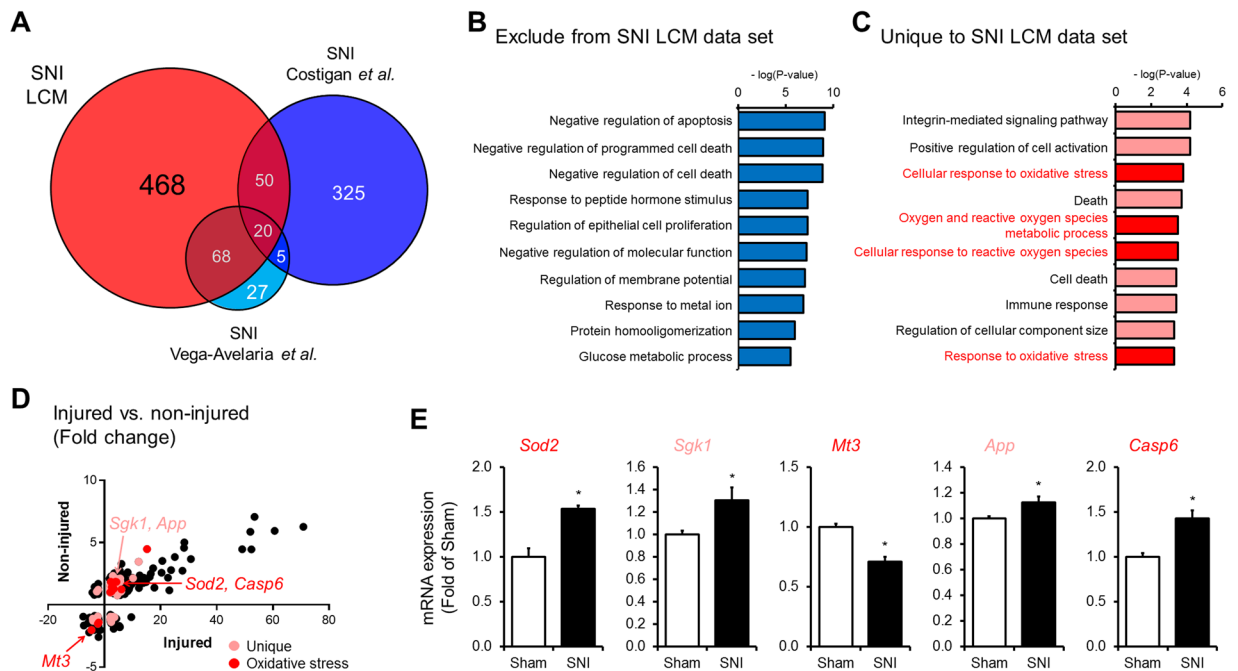 A
SNI
LCM
SNI
Costigan et al.
468
50
325
20
68
5
27
SNI
Vega-Avelaria et al.
B
Exclude from SNI LCM data set
- log(P-value)
0 5 10
Negative regulation of apoptosis
Negative regulation of programmed cell death
Negative regulation of cell death
Response to peptide hormone stimulus
Regulation of epithelial cell proliferation
Negative regulation of molecular function
Regulation of membrane potential
Response to metal ion
Protein homooligomerization
Glucose metabolic process
C
Unique to SNI LCM data set
- log(P-value)
0 2 4 6
Integrin-mediated signaling pathway
Positive regulation of cell activation
Cellular response to oxidative stress
Death
Oxygen and reactive oxygen species
metabolic process
Cellular response to reactive oxygen species
Cell death
Immune response
Regulation of cellular component size
Response to oxidative stress
D
Injured vs. non-injured
(Fold change)
10
5
-5
Non-injured
Sgk1, App
Sod2, Casp6
Mt3
-20 0 20 40 60 80
Injured
Unique
Oxidative stress
E
mRNA expression
(Fold of Sham)
Sod2
2.0
1.5
1.0
0.5
0.0
*
Sham SNI
Sgk1
1.6
1.4
1.2
1.0
0.8
0.6
0.4
0.2
0.0
*
Sham SNI
Mt3
1.5
1.0
0.5
0.0
*
Sham SNI
App
1.4
1.2
1.0
0.8
0.6
0.4
0.2
0.0
*
Sham SNI
Casp6
2.0
1.5
1.0
0.5
0.0
*
Sham SNI